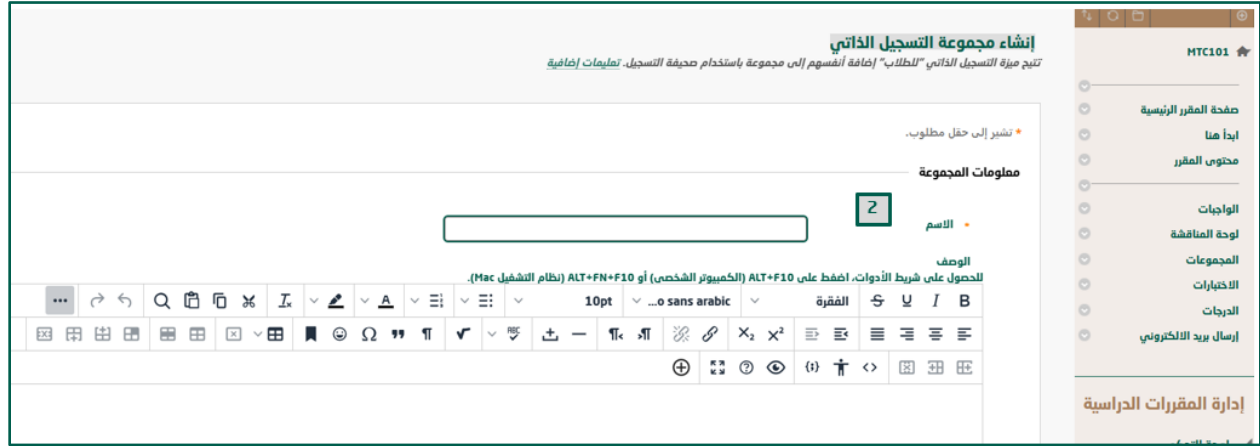 MTC101
صفحة المقرر الرئيسية
ابدأ هنا
محتوى المقرر
الواجبات
لوحة المناقشة
المجموعات
الاختبارات
الدرجات
إرسال بريد الالكتروني
إدارة المقررات الدراسية
إنشاء مجموعة التسجيل الذاتي
تتيح ميزة التسجيل الذاتي "للطلاب" إضافة أنفسهم إلى مجموعة باستخدام صحيفة التسجيل. تعليمات إضافية
* تشير إلى حقل مطلوب.
معلومات المجموعة
2
* الاسم
الوصف
للحصول على شريط الأدوات، اضغط على ALT+F10 (الكمبيوتر الشخصي) أو ALT+FN+F10 (نظام التشغيل Mac).
B I U S الفقرة ...o sans arabic 10pt